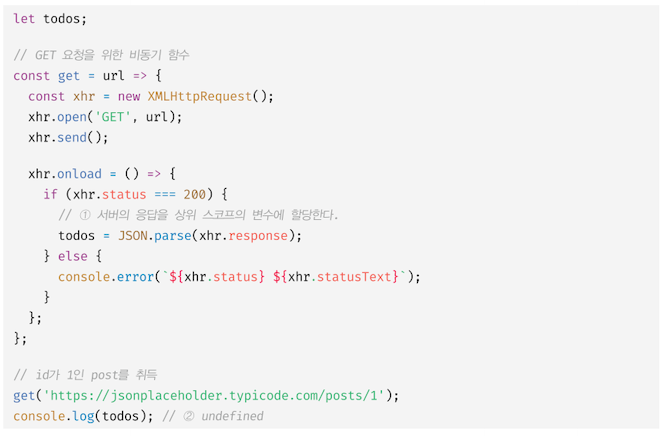 let todos;
// GET 요청을 위한 비동기 함수
const get = url => {
  const xhr = new XMLHttpRequest();
  xhr.open('GET', url);
  xhr.send();
  xhr.onload = () => {
    if (xhr.status === 200) {
      // ① 서버의 응답을 상위 스코프의 변수에 할당한다.
      todos = JSON.parse(xhr.response);
    } else {
      console.error(`${xhr.status} ${xhr.statusText}`);
    }
  };
};
// id가 1인 post를 취득
get('https://jsonplaceholder.typicode.com/posts/1');
console.log(todos); // ② undefined